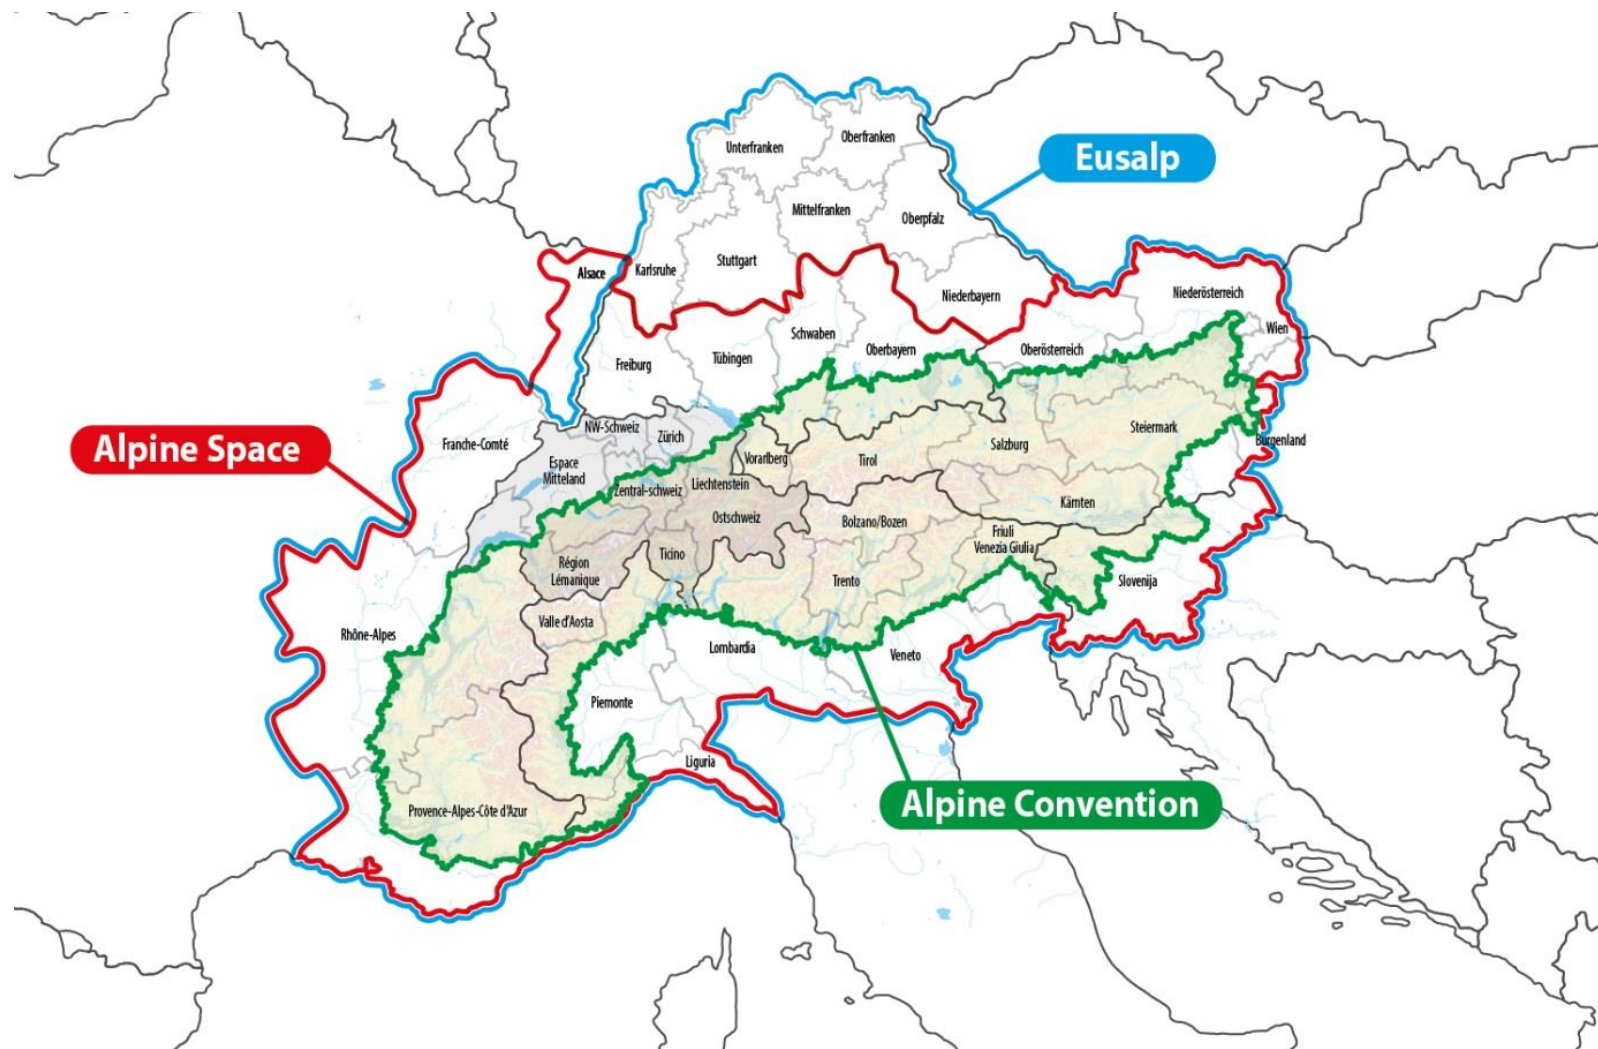 Oberfranken
Unterfranken
Eusalp
Mittelfranken
Oberpfalz
Stuttgart
Karlsruhe
Alsace
Niederbayern
Niederösterreich
Wien
Schwaben
Oberbayern
Oberösterreich
Tübingen
Freiburg
NW-Schweiz
Zürich
Steiermark
Franche-Comté
Salzburg
Burgenland
Alpine Space
Vorarlberg
Tirol
Espace
Mitteland
Liechtenstein
Zentral-schweiz
Kärnten
Ostschweiz
Bolzano/Bozen
Friuli
Venezia Giulia
Ticino
Région
Lémanique
Trento
Slovenija
Valle d'Aosta
Rhône-Alpes
Lombardia
Veneto
Piemonte
Liguria
Alpine Convention
Provence-Alpes-Côte d'Azur